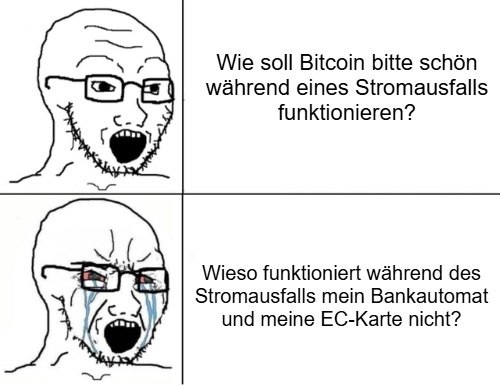 Wie soll Bitcoin bitte schön
während eines Stromausfalls
funktionieren?
Wieso funktioniert während des
Stromausfalls mein Bankautomat
und meine EC-Karte nicht?